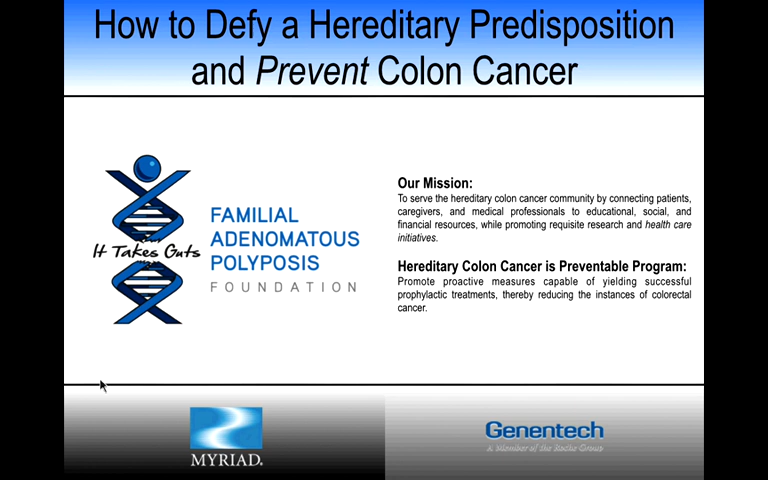 How to Defy a Hereditary Predisposition
and Prevent Colon Cancer
It Takes Guts
FAMILIAL
ADENOMATOUS
POLYPOSIS
FOUNDATION
Our Mission:
To serve the hereditary colon cancer community by connecting patients,
caregivers, and medical professionals to educational, social, and
financial resources, while promoting requisite research and health care
initiatives.
Hereditary Colon Cancer is Preventable Program:
Promote proactive measures capable of yielding successful
prophylactic treatments, thereby reducing the instances of colorectal
cancer.
MYRIAD.
Genentech
A Member of the Roche Group